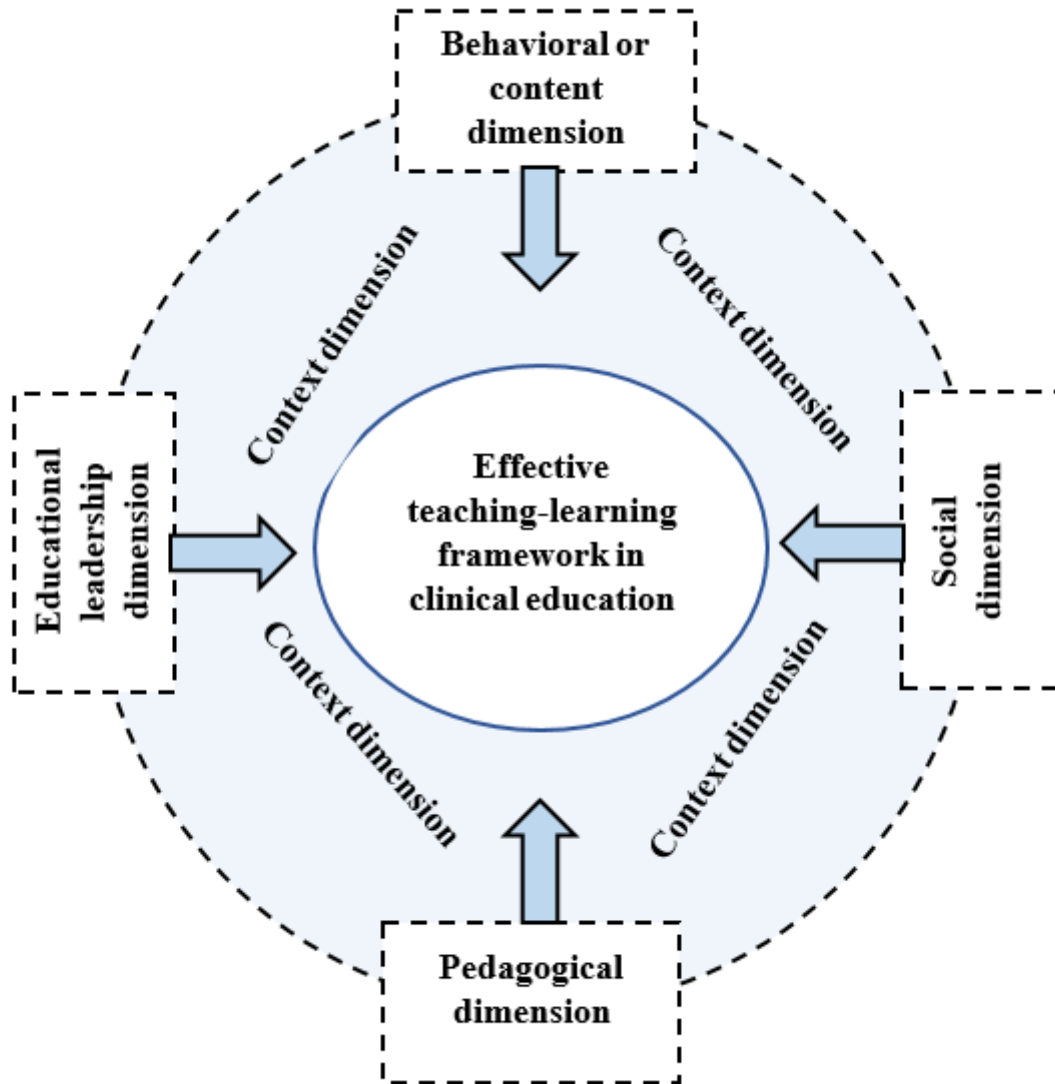 Behavioral or
content
dimension
Context dimension
Context dimension
Educational
leadership
dimension
Effective
teaching-learning
framework in
clinical education
Social
dimension
Context dimension
Context dimension
Pedagogical
dimension